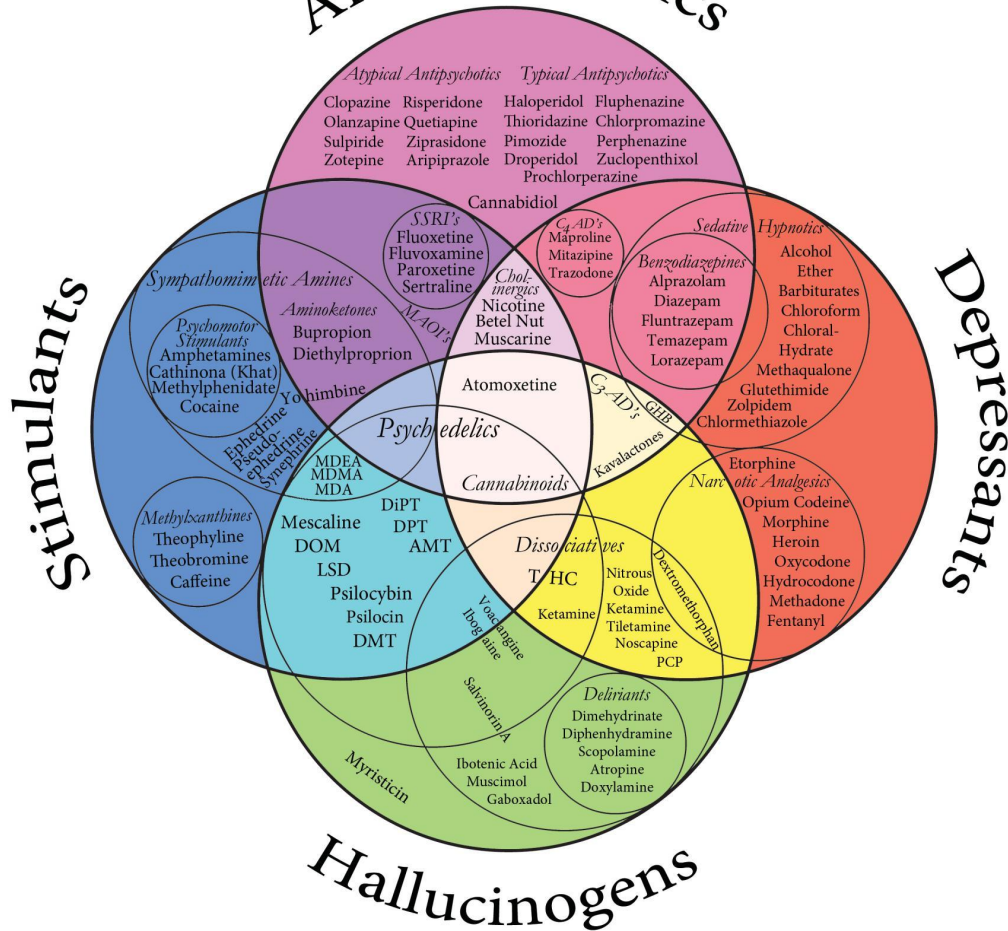 Atypical Antipsychotics Typical Antipsychotics
Clopazine Risperidone Haloperidol Fluphenazine
Olanzapine Quetiapine Thioridazine Chlorpromazine
Sulpiride Ziprasidone Pimozide Perphenazine
Zotepine Aripiprazole Droperidol Zuclopenthixol
Prochlorperazine
Cannabidiol
SSRI's
Fluoxetine
Fluvoxamine
Paroxetine
Sertraline
C4 AD's
Maproline
Mitazipine
Trazodone
Sedative Hypnotics
Benzodiazepines
Alprazolam
Diazepam
Fluntrazepam
Temazepam
Lorazepam
Alcohol
Ether
Barbiturates
Chloroform
Chloral-
Hydrate
Methaqualone
Glutethimide
Zolpidem
Chlormethiazole
Stimulants
Sympathomimetic Amines
Psychomotor
Stimulants
Amphetamines
Cathinona (Khat)
Methylphenidate
Cocaine
Aminoketones
Bupropion
Diethylproprion
MAOI's
Yohimbine
Ephedrine
Pseudo-
ephedrine
Synephrine
Chol-
inergics
Nicotine
Betel Nut
Muscarine
Atomoxetine
C3 AD's
GHB
Kavalactones
Depressants
Psychedelics
Cannabinoids
MDEA
MDMA
MDA
Methylxanthines
Theophyline
Theobromine
Caffeine
DiPT
Mescaline DPT
DOM AMT
LSD
Psilocybin
Psilocin
DMT
Dissociatives
THC
Ketamine
Nitrous
Oxide
Ketamine
Tiletamine
Noscapine
PCP
Dextromethorphan
Etorphine
Narcotic Analgesics
Opium Codeine
Morphine
Heroin
Oxycodone
Hydrocodone
Methadone
Fentanyl
Voacangine
Ibogaine
Salvinorin A
Deliriants
Dimehydrinate
Diphenhydramine
Scopolamine
Atropine
Doxylamine
Ibotenic Acid
Muscimol
Gaboxadol
Myristicin
Hallucinogens